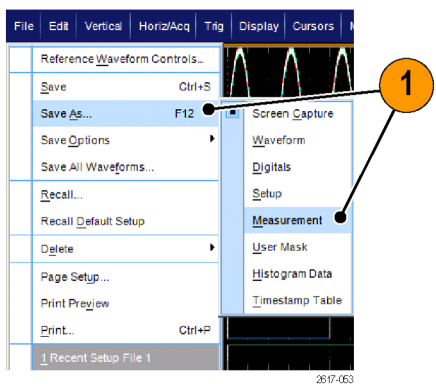 File Edit Vertical Horiz/Acq Trig Display Cursors
Reference Waveform Controls...
Save Ctrl+S
Save As... F12
Save Options
Save All Waveforms...
Recall...
Recall Default Setup
Delete
Page Setup...
Print Preview
Print... Ctrl+P
1 Recent Setup File 1
Screen Capture
Waveform
Digitals
Setup
Measurement
User Mask
Histogram Data
Timestamp Table
1
2617-053